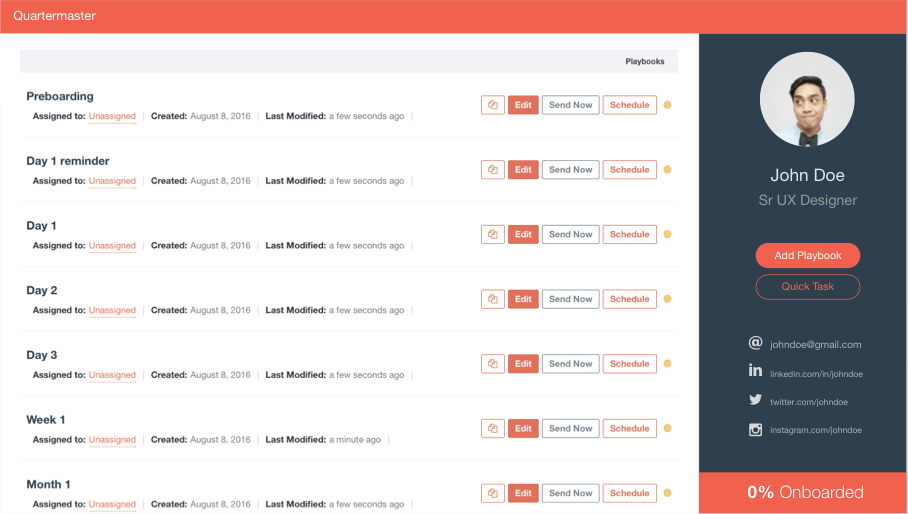 Quartermaster
Playbooks
Preboarding
Edit Send Now Schedule
Assigned to: Unassigned | Created: August 8, 2016 | Last Modified: a few seconds ago |
Day 1 reminder
Edit Send Now Schedule
Assigned to: Unassigned | Created: August 8, 2016 | Last Modified: a few seconds ago |
Day 1
Edit Send Now Schedule
Assigned to: Unassigned | Created: August 8, 2016 | Last Modified: a few seconds ago |
Day 2
Edit Send Now Schedule
Assigned to: Unassigned | Created: August 8, 2016 | Last Modified: a few seconds ago |
Day 3
Edit Send Now Schedule
Assigned to: Unassigned | Created: August 8, 2016 | Last Modified: a few seconds ago |
Week 1
Edit Send Now Schedule
Assigned to: Unassigned | Created: August 8, 2016 | Last Modified: a minute ago |
Month 1
Edit Send Now Schedule
Assigned to: Unassigned | Created: August 8, 2016 | Last Modified: a few seconds ago |
John Doe
Sr UX Designer
Add Playbook
Quick Task
@ johndoe@gmail.com
in linkedin.com/in/johndoe
twitter.com/johndoe
instagram.com/johndoe
0% Onboarded